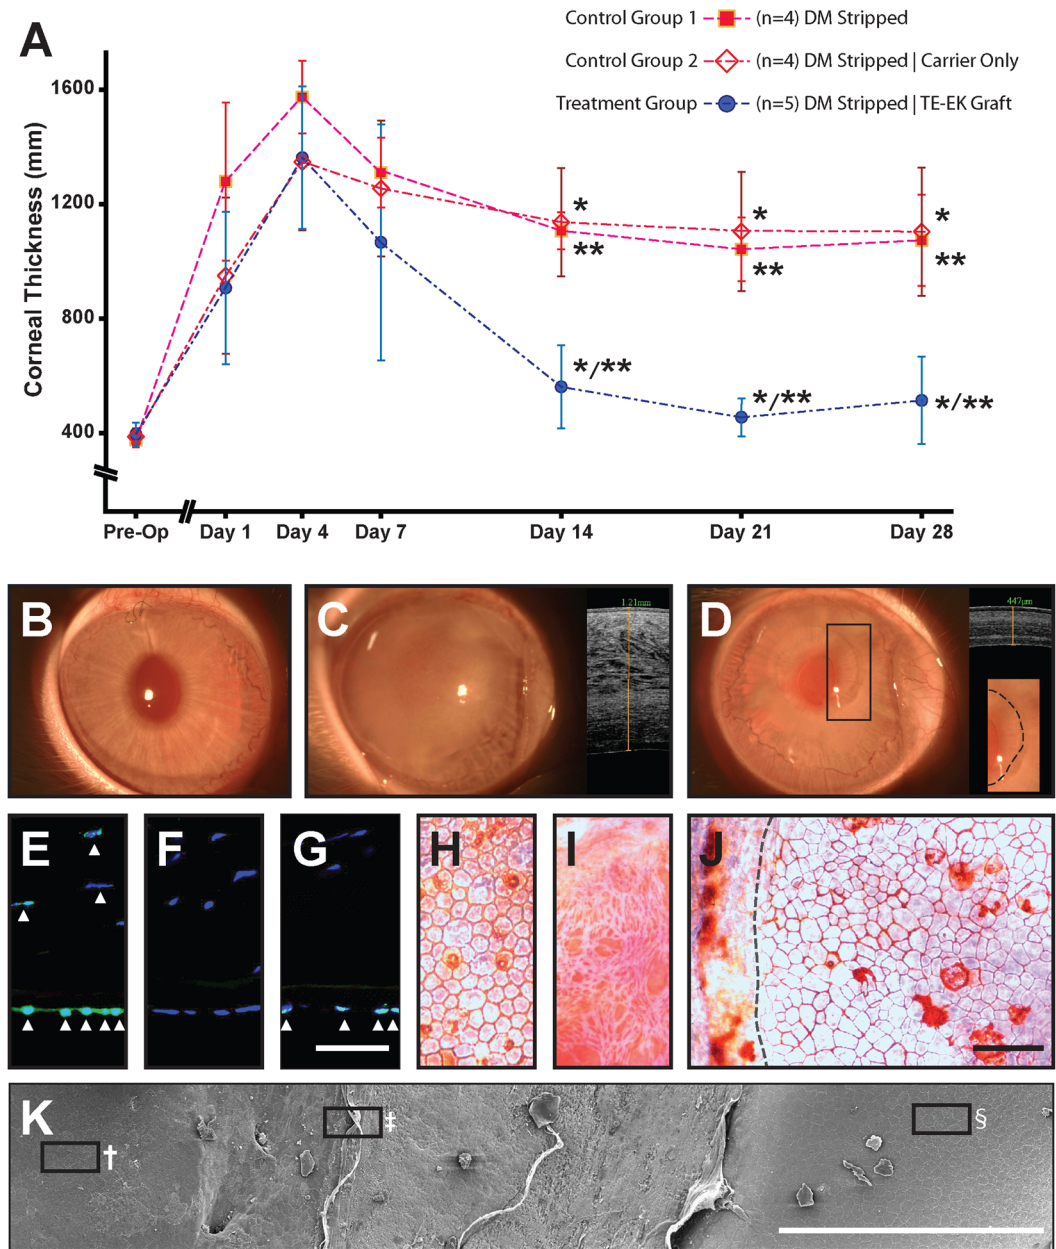 A
Control Group 1 (n=4) DM Stripped
Control Group 2 (n=4) DM Stripped | Carrier Only
Treatment Group (n=5) DM Stripped | TE-EK Graft
Corneal Thickness (mm)
1600
1200
800
400
*
**
*
**
*
**
*/**
*/**
*/**
Pre-Op Day 1 Day 4 Day 7 Day 14 Day 21 Day 28
B
C
1.21mm
D
447μm
E
F
G
H
I
J
K
†
‡
§